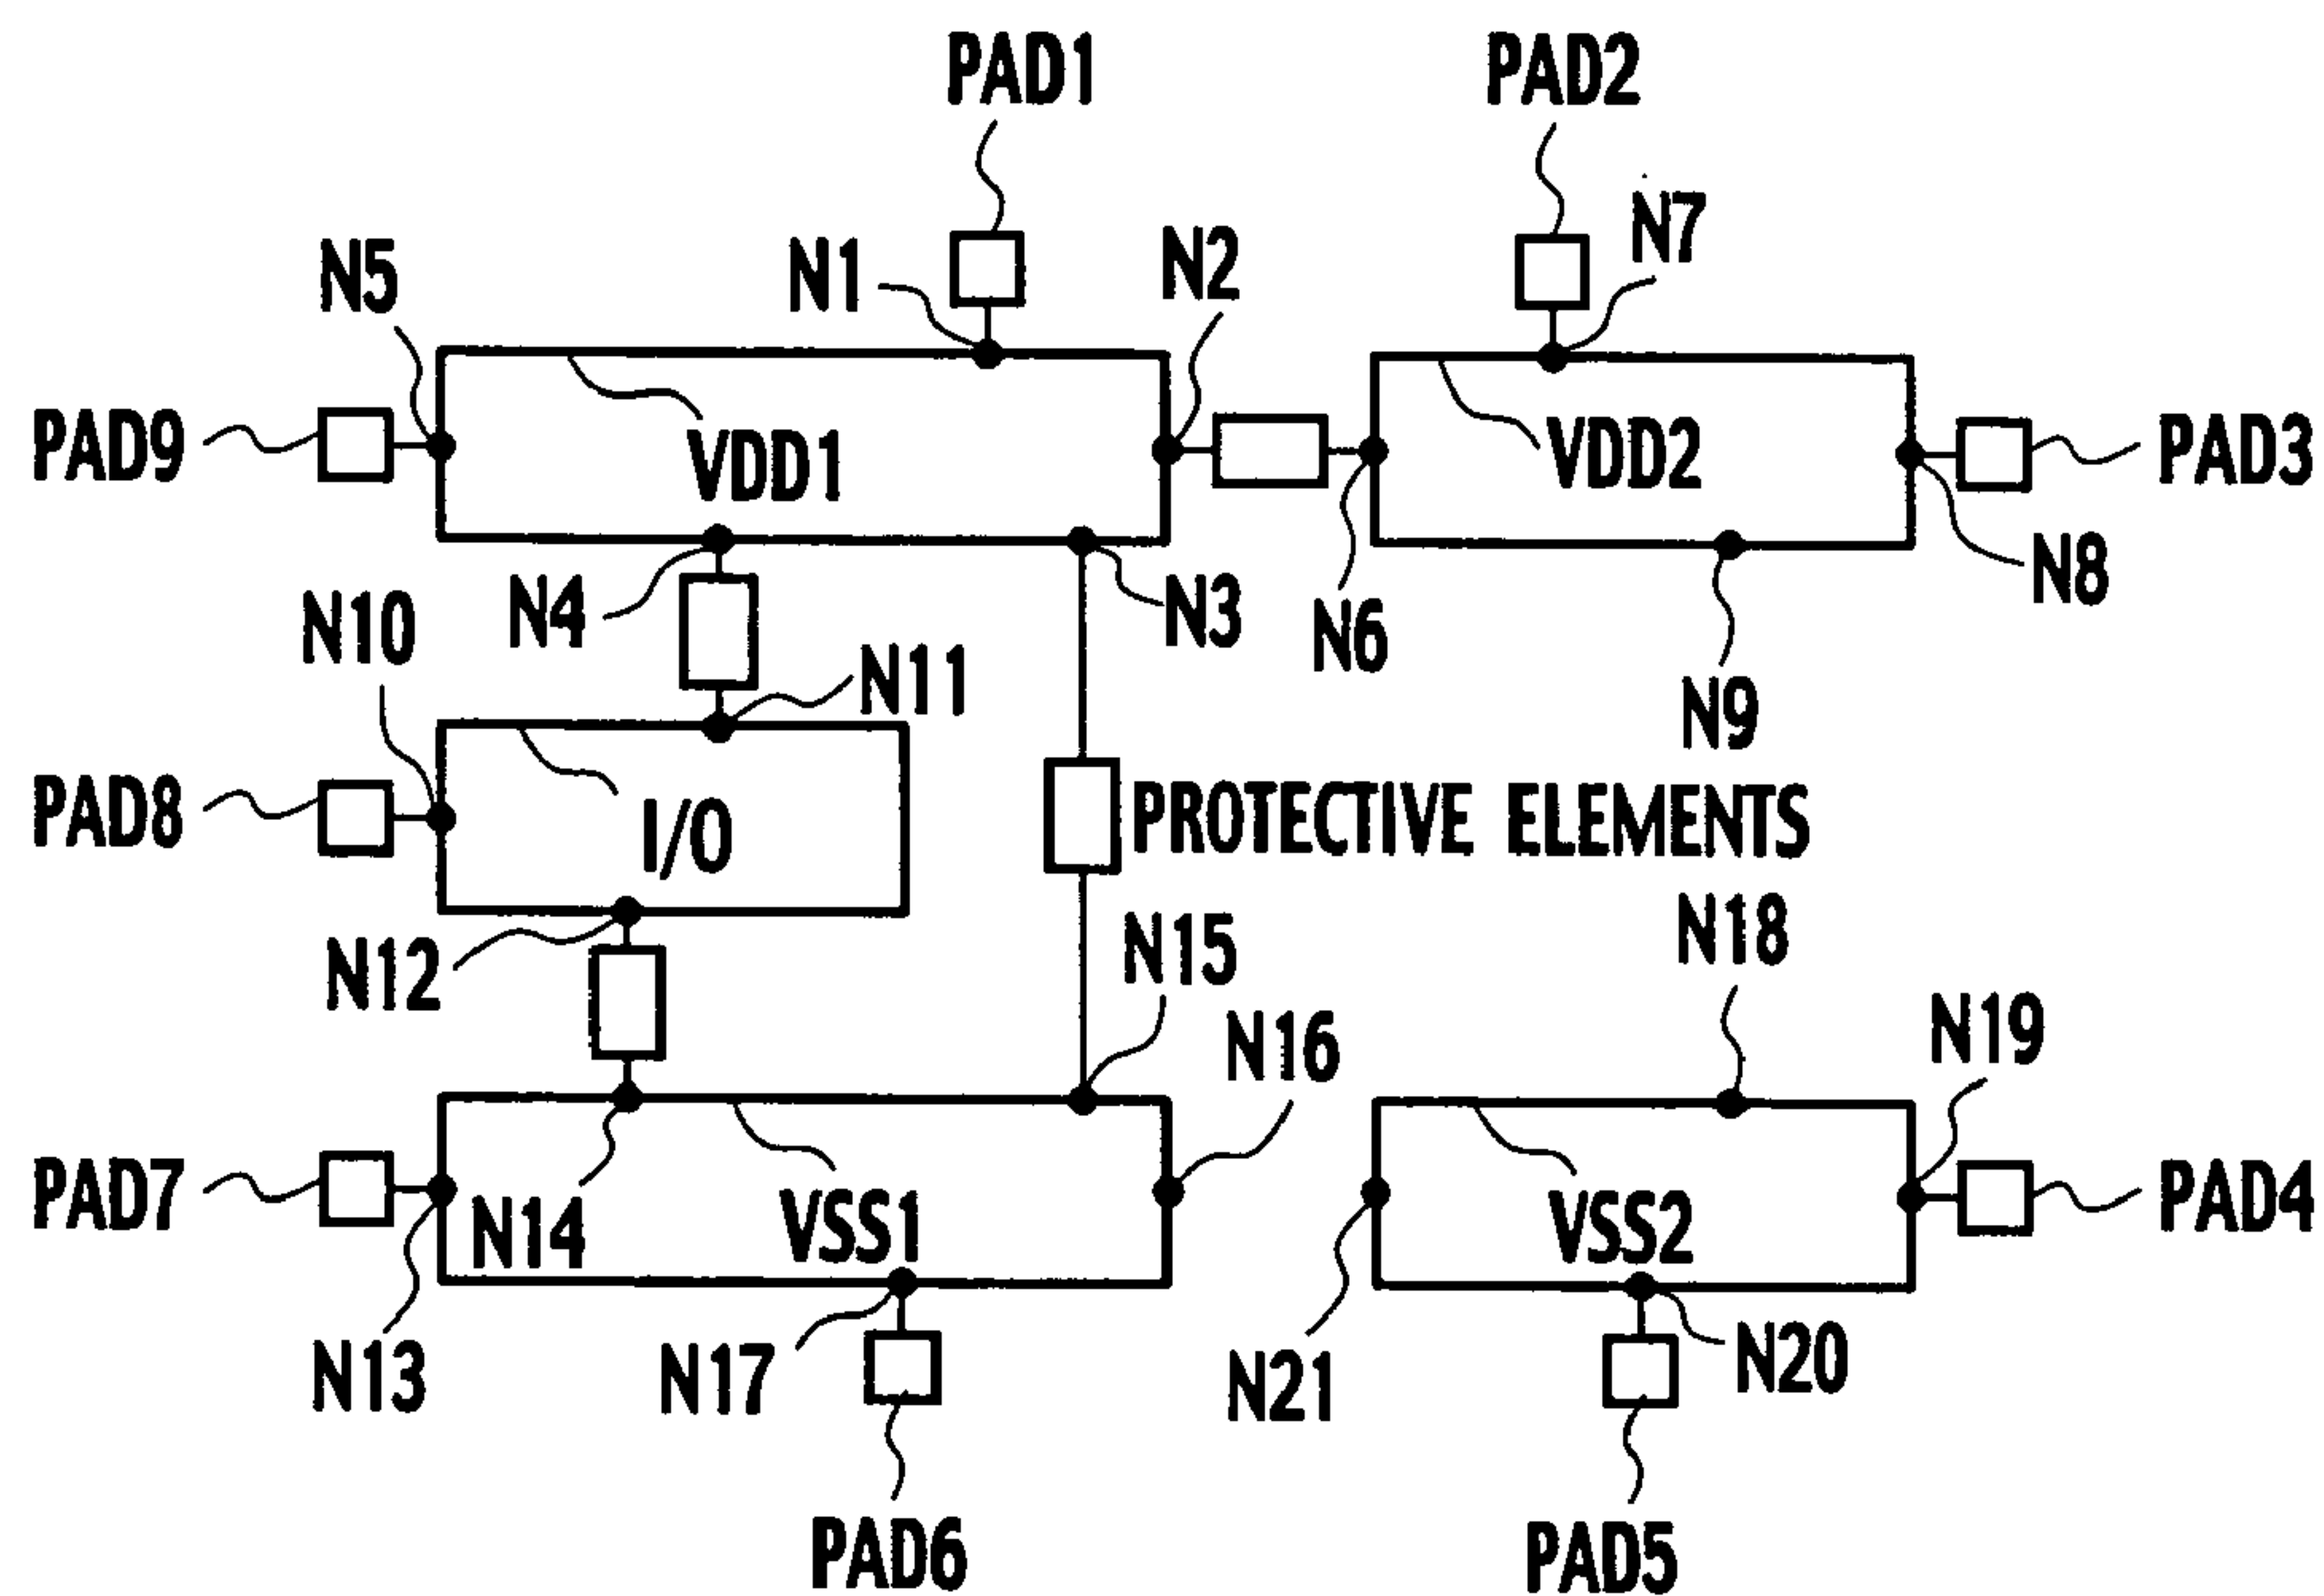 PAD1
PAD2
N7
N5
N1
N2
PAD9
VDD1
VDD2
PAD3
N8
N4
N3
N6
N10
N11
N9
PAD8
I/O
PROTECTIVE ELEMENTS
N18
N12
N15
N16
N19
PAD7
N14
VSS1
VSS2
PAD4
N13
N17
N21
N20
PAD6
PAD5